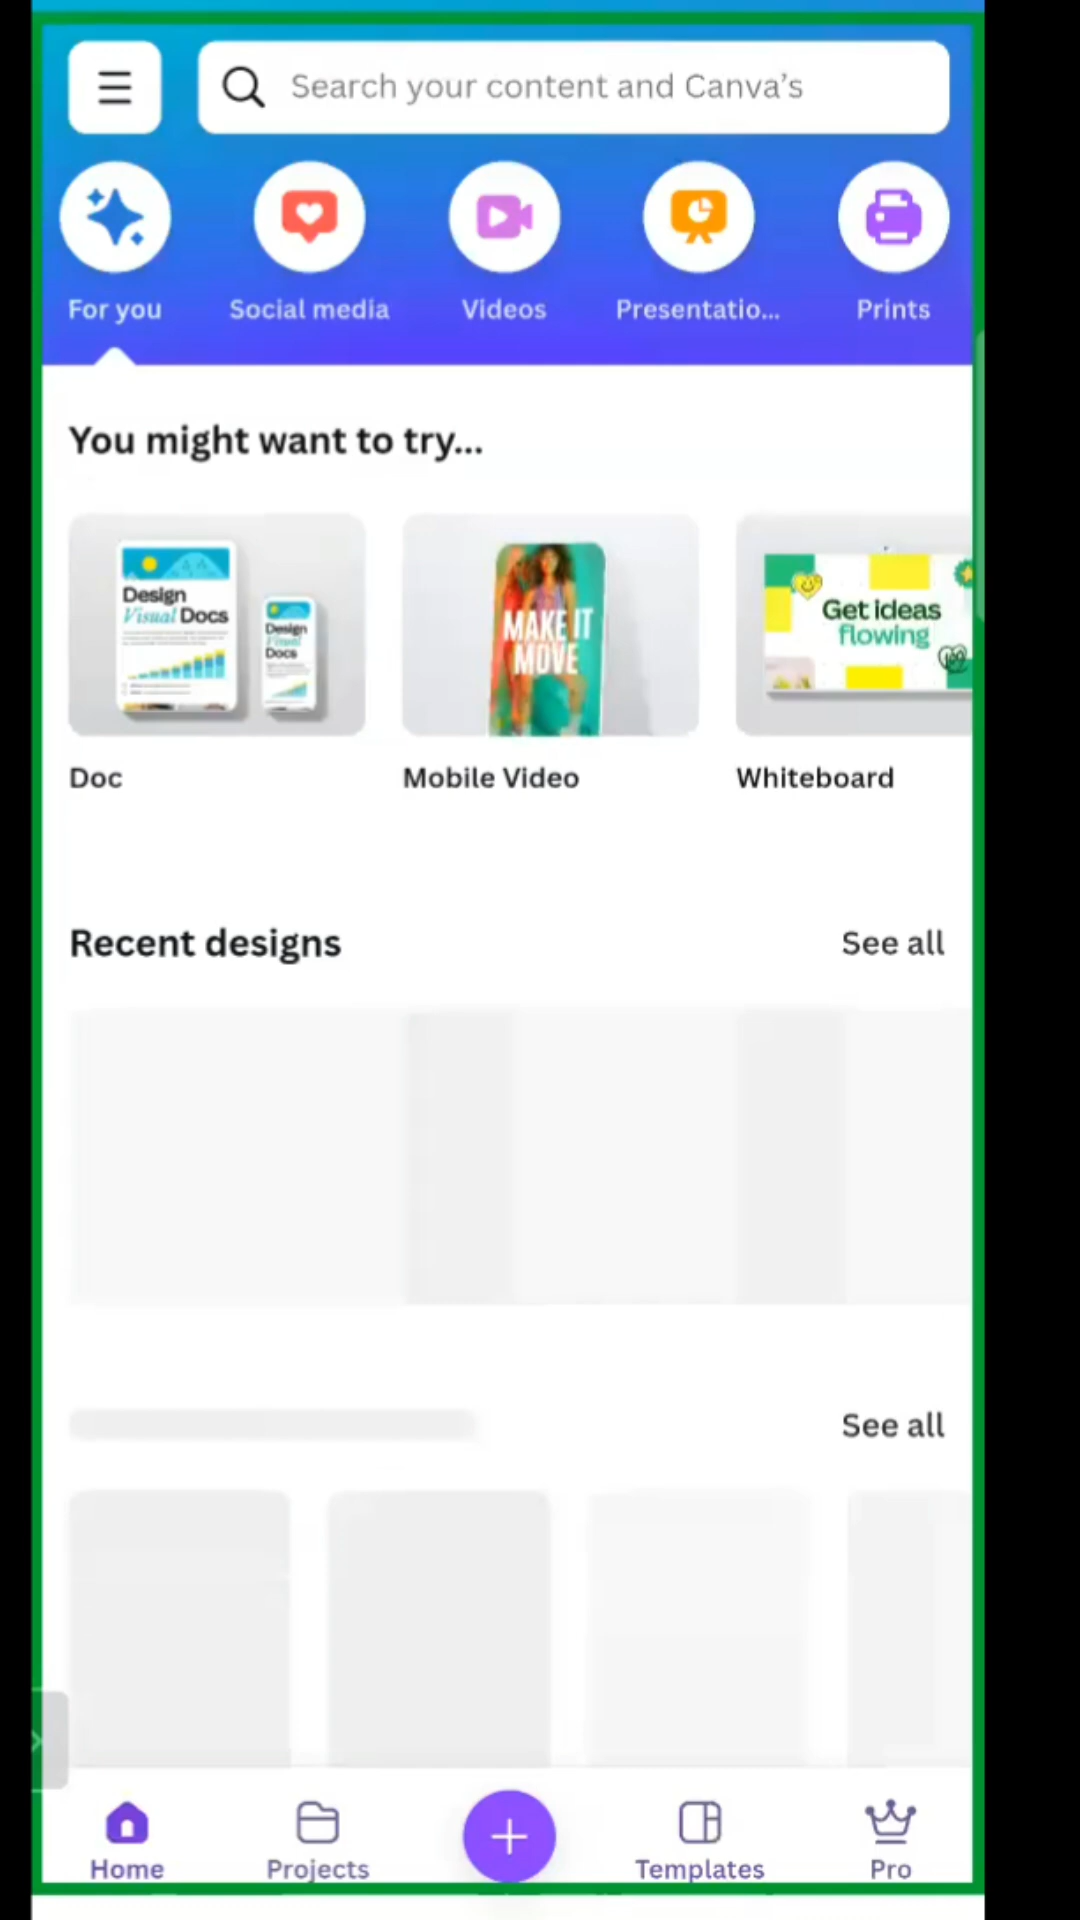 Search your content and Canva's
For you
Social media
Videos
Presentatio...
Prints
You might want to try...
Design
Visual Docs
Design
Visual
Docs
MAKE IT
MOVE
Get ideas
flowing
Doc
Mobile Video
Whiteboard
Recent designs
See all
See all
Home
Projects
Templates
Pro